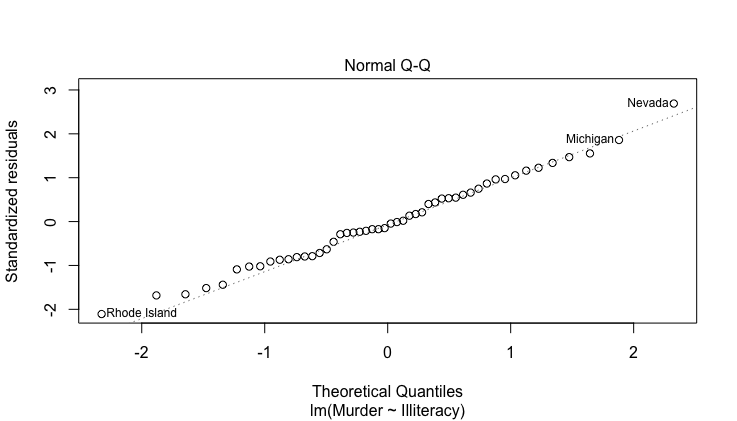 Normal Q-Q
Standardized residuals
3
2
1
0
-1
-2
Nevada
Michigan
Rhode Island
-2 -1 0 1 2
Theoretical Quantiles
lm(Murder ~ Illiteracy)